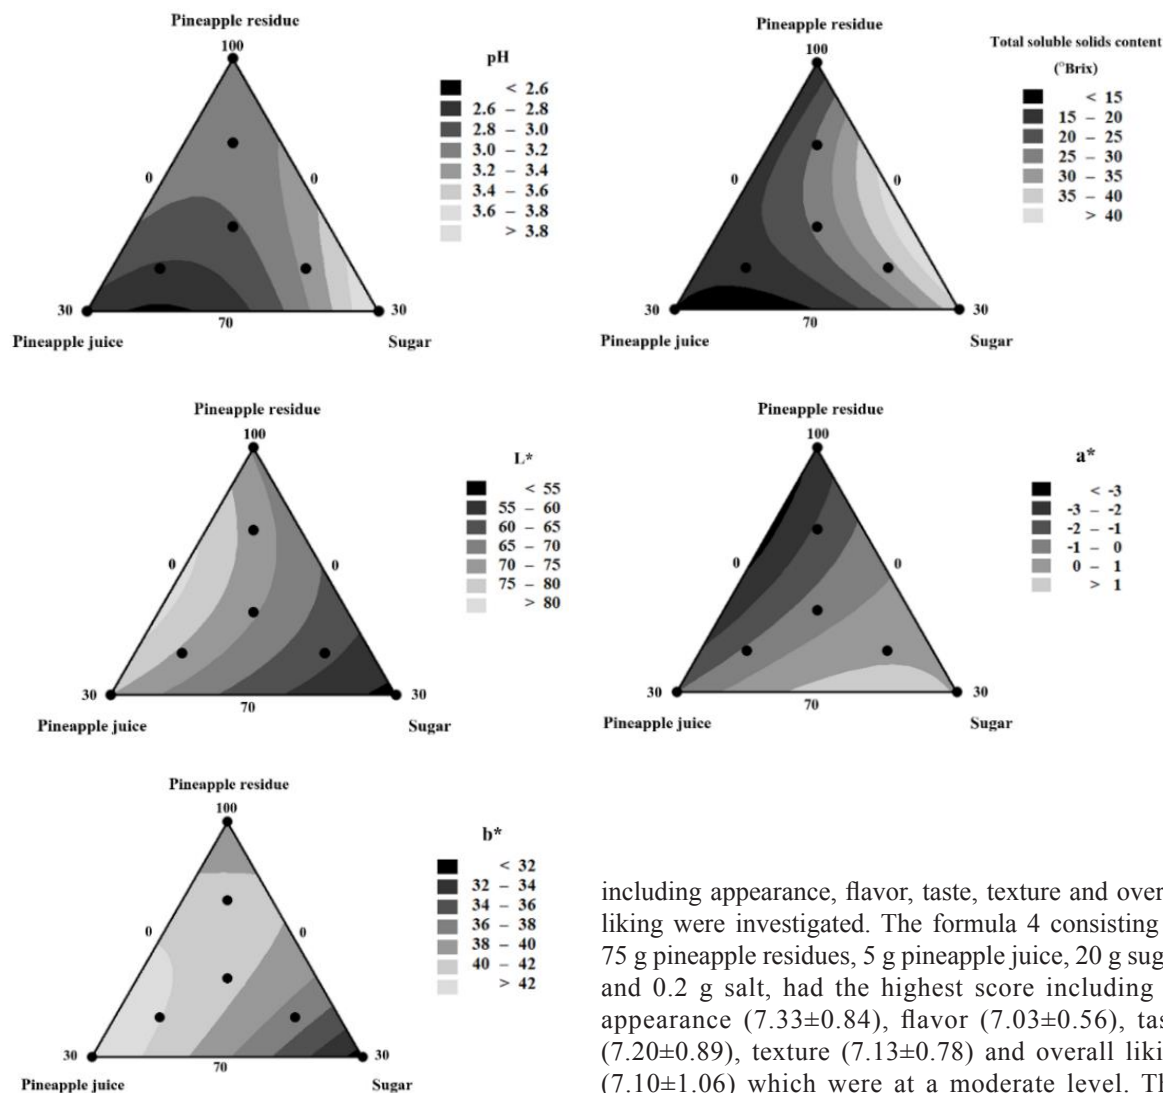 Pineapple residue
100
pH
< 2.6
2.6 – 2.8
2.8 – 3.0
3.0 – 3.2
3.2 – 3.4
3.4 – 3.6
3.6 – 3.8
> 3.8
0
0
30
30
70
Pineapple juice
Sugar
Pineapple residue
100
Total soluble solids content
(°Brix)
< 15
15 – 20
20 – 25
25 – 30
30 – 35
35 – 40
> 40
0
0
30
30
70
Pineapple juice
Sugar
Pineapple residue
100
L*
< 55
55 – 60
60 – 65
65 – 70
70 – 75
75 – 80
> 80
0
0
30
30
70
Pineapple juice
Sugar
Pineapple residue
100
a*
< -3
-3 – -2
-2 – -1
-1 – 0
0 – 1
> 1
0
0
30
30
70
Pineapple juice
Sugar
Pineapple residue
100
b*
< 32
32 – 34
34 – 36
36 – 38
38 – 40
40 – 42
> 42
0
0
30
30
70
Pineapple juice
Sugar
including appearance, flavor, taste, texture and over
liking were investigated. The formula 4 consisting
75 g pineapple residues, 5 g pineapple juice, 20 g sug
and 0.2 g salt, had the highest score including
appearance (7.33±0.84), flavor (7.03±0.56), tas
(7.20±0.89), texture (7.13±0.78) and overall liki
(7.10±1.06) which were at a moderate level. Th